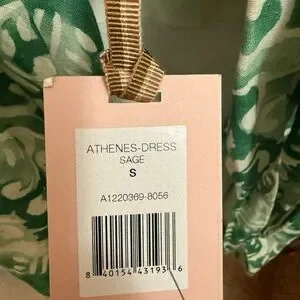 ATHENES-DRESS
SAGE
S
A1220369-8056
8 40154 43193 6